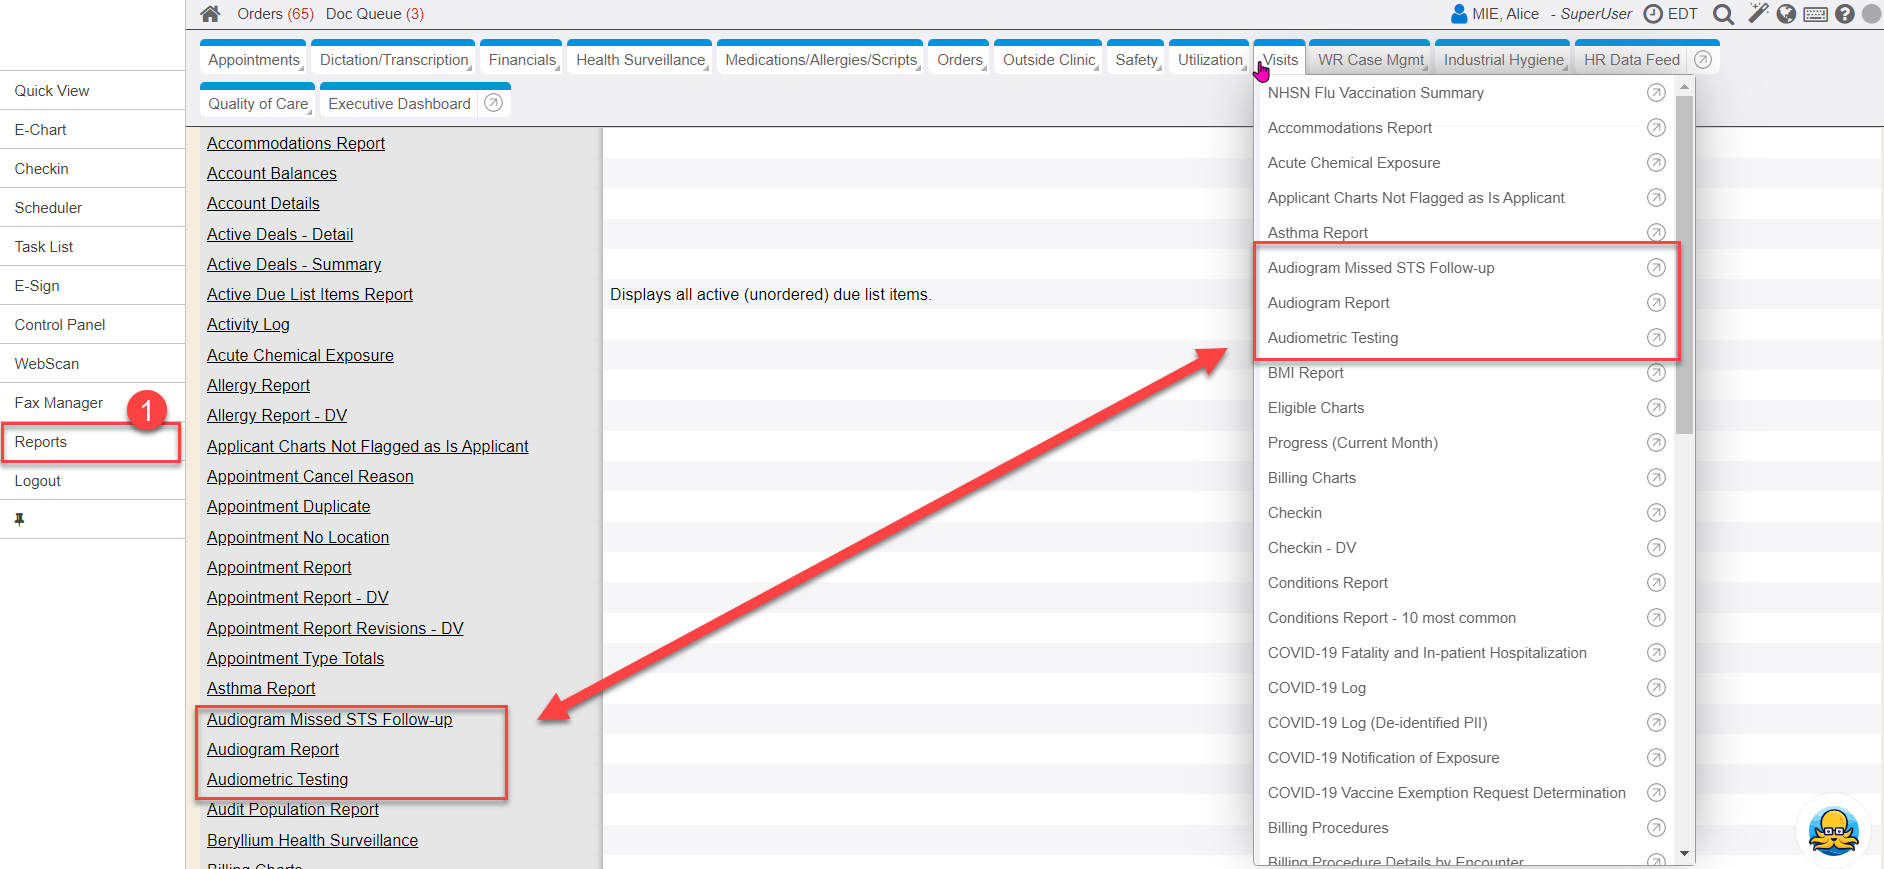 Orders (65) Doc Queue (3) MIE, Alice - SuperUser EDT
Appointments Dictation/Transcription Financials Health Surveillance Medications/Allergies/Scripts Orders Outside Clinic Safety Utilization Visits WR Case Mgmt Industrial Hygiene HR Data Feed
Quality of Care Executive Dashboard
Quick View
E-Chart
Checkin
Scheduler
Task List
E-Sign
Control Panel
WebScan
Fax Manager
1
Reports
Logout
Accommodations Report
Account Balances
Account Details
Active Deals - Detail
Active Deals - Summary
Active Due List Items Report Displays all active (unordered) due list items.
Activity Log
Acute Chemical Exposure
Allergy Report
Allergy Report - DV
Applicant Charts Not Flagged as Is Applicant
Appointment Cancel Reason
Appointment Duplicate
Appointment No Location
Appointment Report
Appointment Report - DV
Appointment Report Revisions - DV
Appointment Type Totals
Asthma Report
Audiogram Missed STS Follow-up
Audiogram Report
Audiometric Testing
Audit Population Report
Beryllium Health Surveillance
Billing Charts
NHSN Flu Vaccination Summary
Accommodations Report
Acute Chemical Exposure
Applicant Charts Not Flagged as Is Applicant
Asthma Report
Audiogram Missed STS Follow-up
Audiogram Report
Audiometric Testing
BMI Report
Eligible Charts
Progress (Current Month)
Billing Charts
Checkin
Checkin - DV
Conditions Report
Conditions Report - 10 most common
COVID-19 Fatality and In-patient Hospitalization
COVID-19 Log
COVID-19 Log (De-identified PII)
COVID-19 Notification of Exposure
COVID-19 Vaccine Exemption Request Determination
Billing Procedures
Billing Procedure Details by Encounter